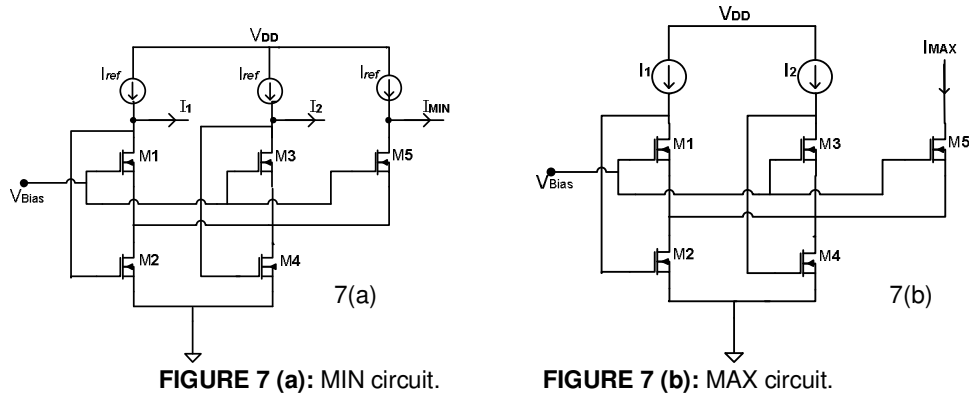 VDD
VDD
Iref
Iref
Iref
I1
I2
IMIN
M1
M3
M5
VBias
M2
M4
7(a)
I1
I2
IMAX
M1
M3
M5
VBias
M2
M4
7(b)
FIGURE 7 (a): MIN circuit.
FIGURE 7 (b): MAX circuit.